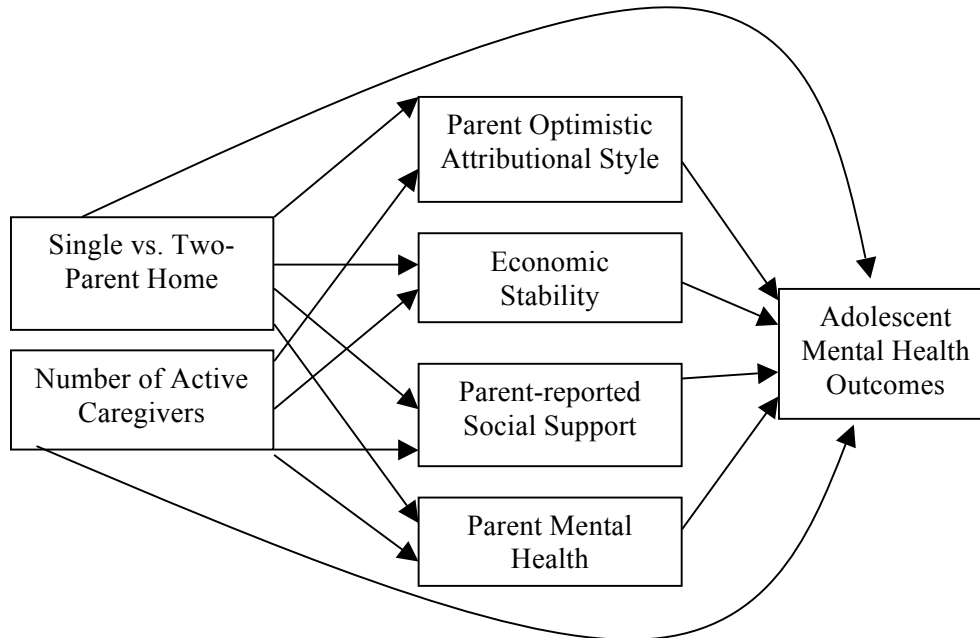 Parent Optimistic
Attributional Style
Single vs. Two-
Parent Home
Economic
Stability
Number of Active
Caregivers
Parent-reported
Social Support
Parent Mental
Health
Adolescent
Mental Health
Outcomes